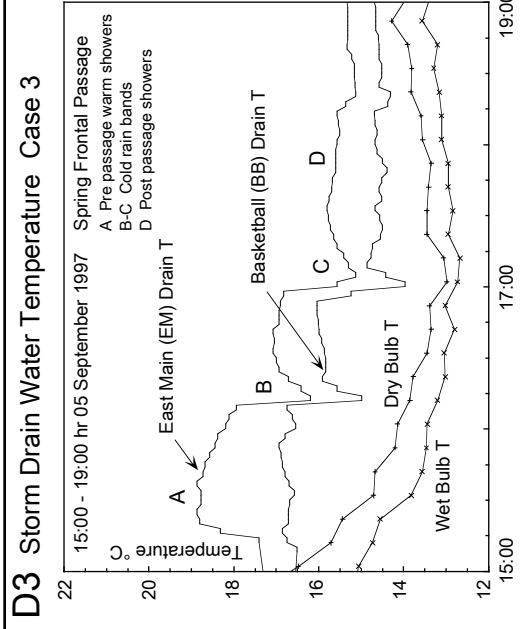 D3 Storm Drain Water Temperature Case 3
15:00 - 19:00 hr 05 September 1997 Spring Frontal Passage
A Pre passage warm showers
B-C Cold rain bands
D Post passage showers
East Main (EM) Drain T
Basketball (BB) Drain T
A
B
C
D
Dry Bulb T
Wet Bulb T
Temperature °C
22
20
18
16
14
12
15:00
17:00
19:00